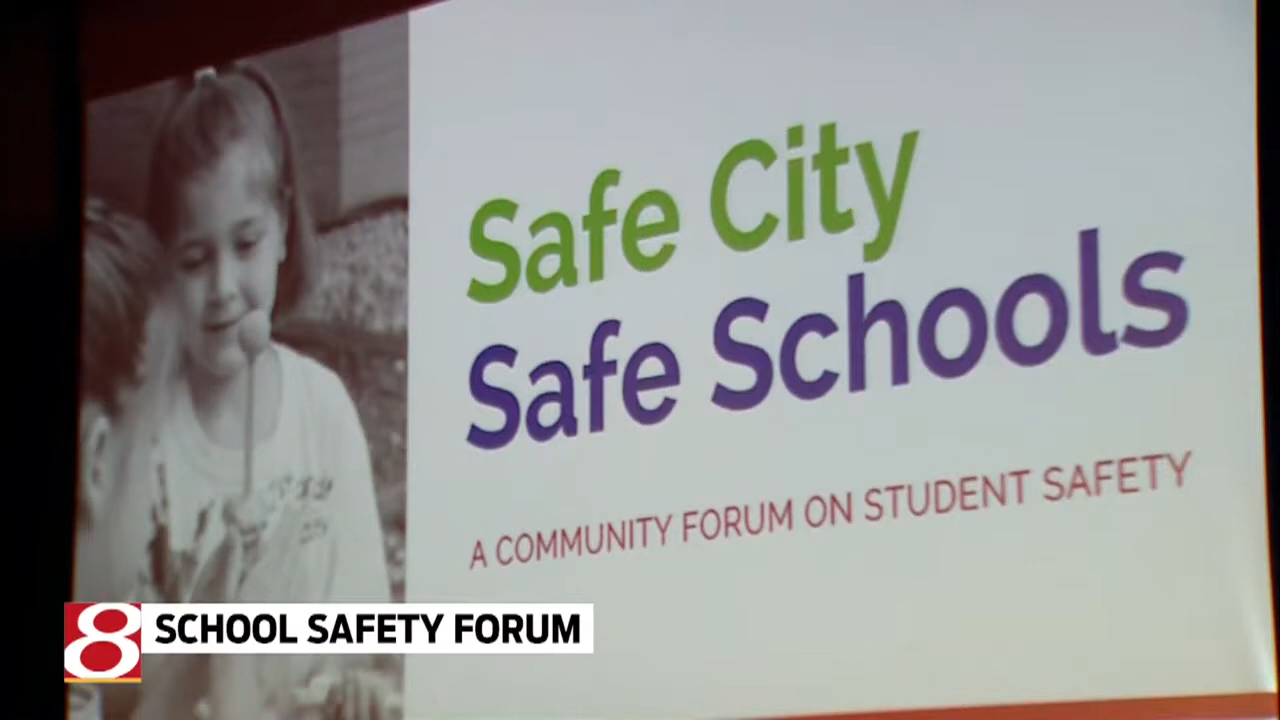 Safe City
Safe Schools
A COMMUNITY FORUM ON STUDENT SAFETY
8 SCHOOL SAFETY FORUM